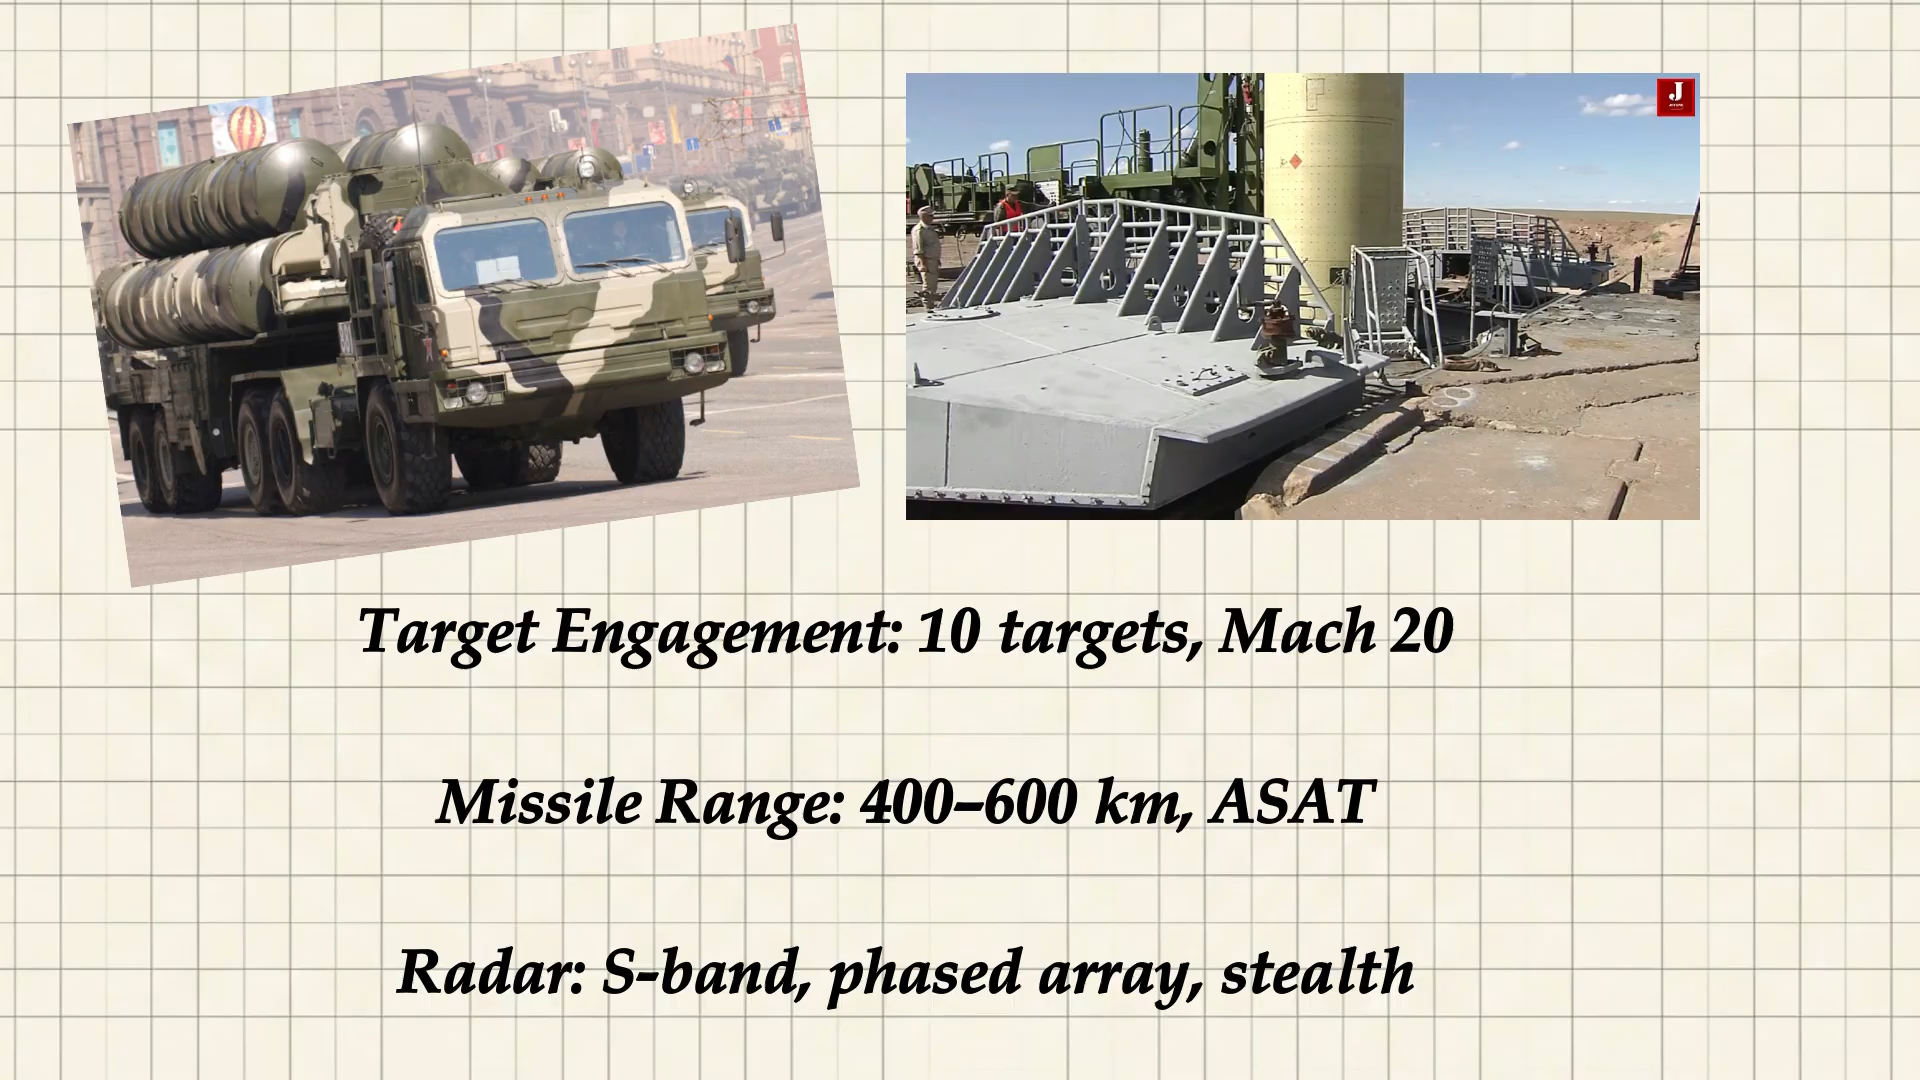 J
Target Engagement: 10 targets, Mach 20
Missile Range: 400–600 km, ASAT
Radar: S-band, phased array, stealth